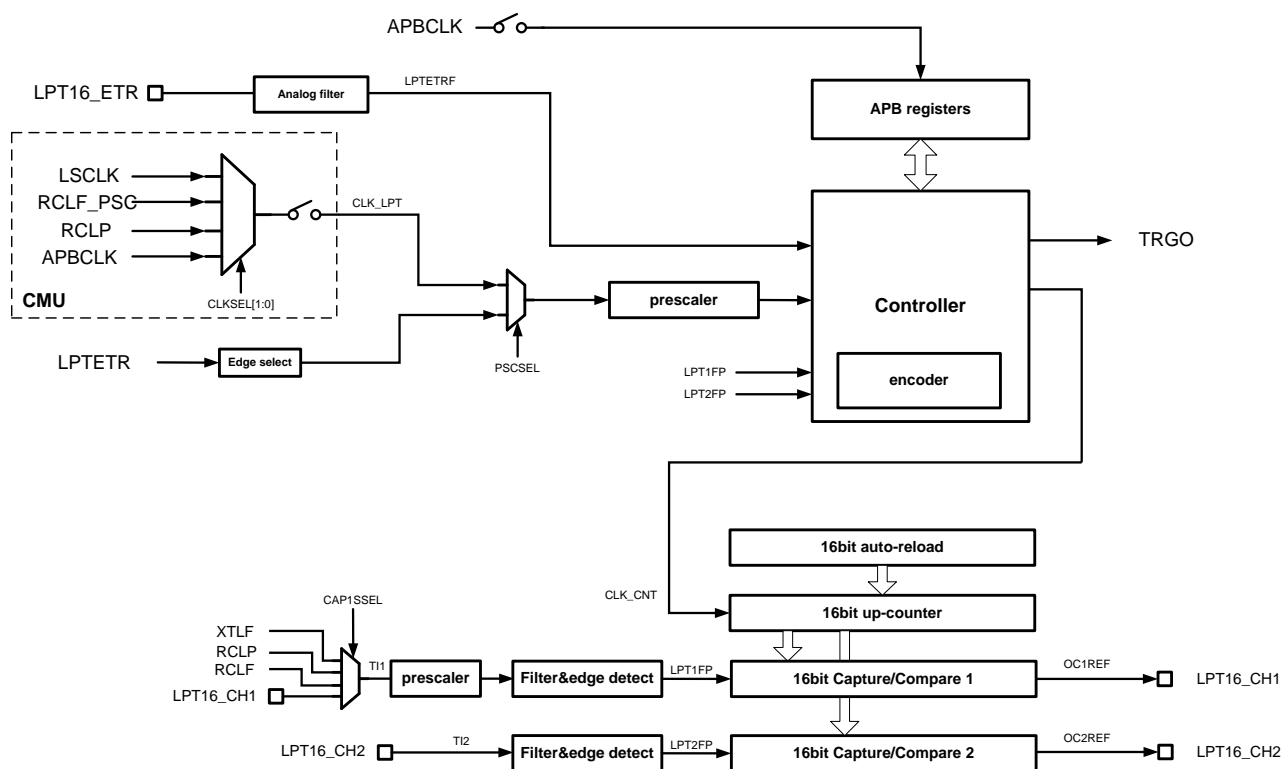 APBCLK
LPT16_ETR
Analog filter
LPTETRF
APB registers
LSCLK
RCLF_PSC
RCLP
APBCLK
CLKSEL[1:0]
CMU
CLK_LPT
LPTETR
Edge select
PSCSEL
prescaler
Controller
TRGO
LPT1FP
LPT2FP
encoder
16bit auto-reload
CLK_CNT
16bit up-counter
CAP1SSEL
XTLF
RCLP
RCLF
LPT16_CH1
TI1
prescaler
Filter&edge detect
LPT1FP
16bit Capture/Compare 1
OC1REF
LPT16_CH1
LPT16_CH2
TI2
Filter&edge detect
LPT2FP
16bit Capture/Compare 2
OC2REF
LPT16_CH2